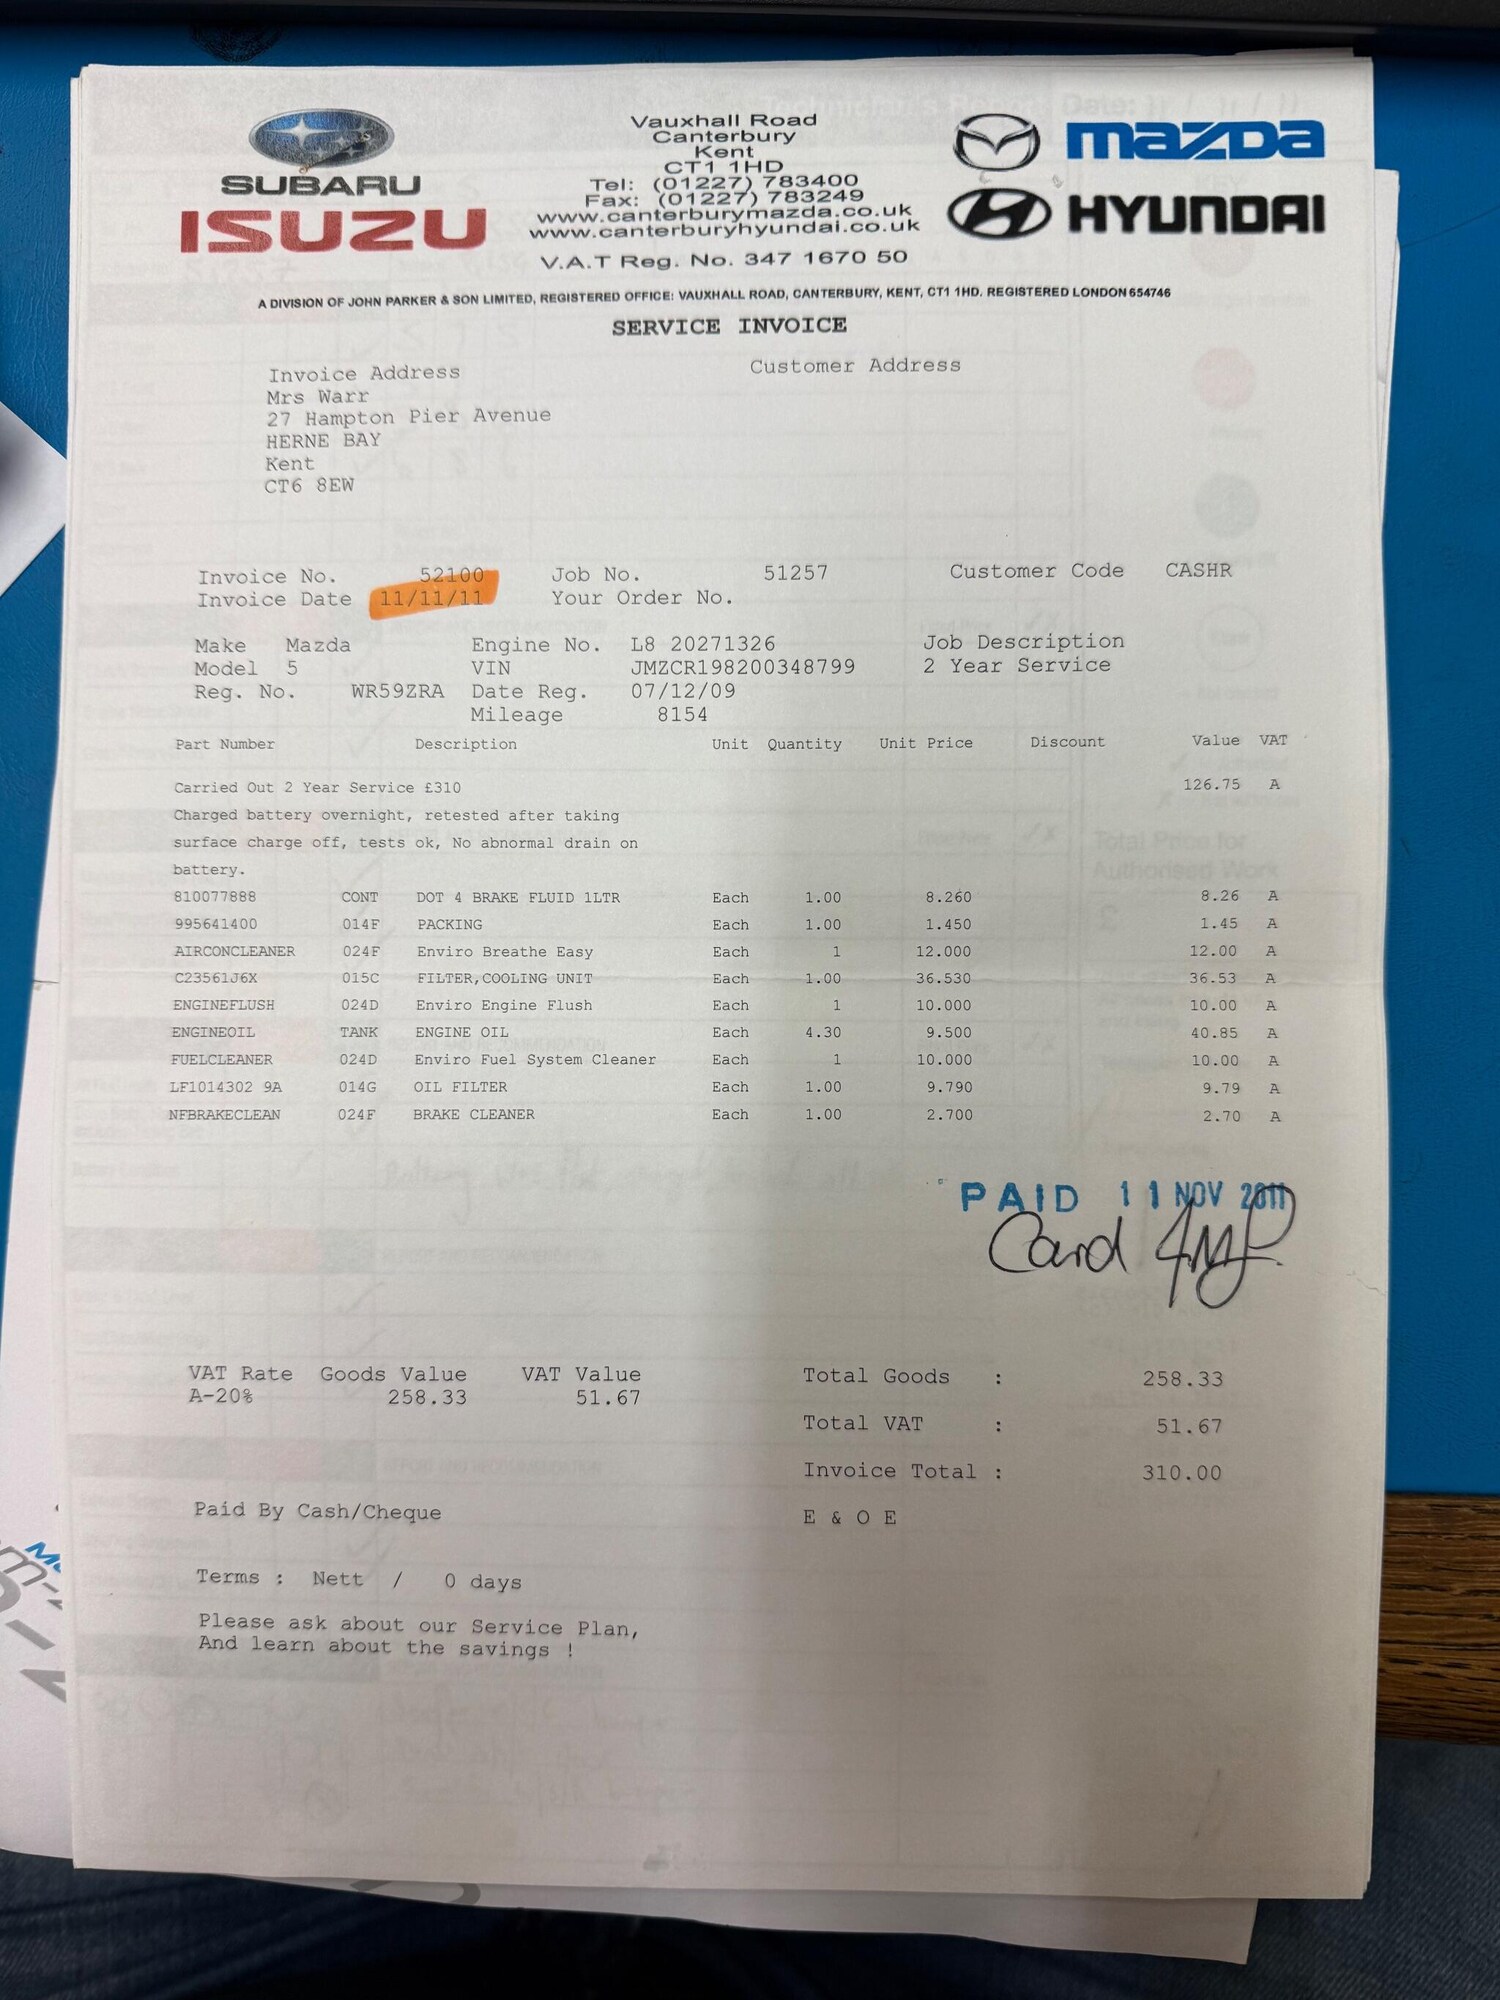 SUBARU
ISUZU
Vauxhall Road
Canterbury
Kent
CT1 1HD
Tel: (01227) 783400
Fax: (01227) 783249
www.canterburymazda.co.uk
www.canterburyhyundai.co.uk
V.A.T Reg. No. 347 1670 50
mazda
HYUNDAI
A DIVISION OF JOHN PARKER & SON LIMITED, REGISTERED OFFICE: VAUXHALL ROAD, CANTERBURY, KENT, CT1 1HD. REGISTERED LONDON 654746
SERVICE INVOICE
Invoice Address
Mrs Warr
27 Hampton Pier Avenue
HERNE BAY
Kent
CT6 8EW
Customer Address
Invoice No. 52100 Job No. 51257 Customer Code CASHR
Invoice Date 11/11/11 Your Order No.
Make Mazda Engine No. L8 20271326 Job Description
Model 5 VIN JMZCR198200348799 2 Year Service
Reg. No. WR59ZRA Date Reg. 07/12/09
Mileage 8154
Part Number Description Unit Quantity Unit Price Discount Value VAT
Carried Out 2 Year Service £310 126.75 A
Charged battery overnight, retested after taking
surface charge off, tests ok, No abnormal drain on
battery.
810077888 CONT DOT 4 BRAKE FLUID 1LTR Each 1.00 8.260 8.26 A
995641400 014F PACKING Each 1.00 1.450 1.45 A
AIRCONCLEANER 024F Enviro Breathe Easy Each 1 12.000 12.00 A
C23561J6X 015C FILTER,COOLING UNIT Each 1.00 36.530 36.53 A
ENGINEFLUSH 024D Enviro Engine Flush Each 1 10.000 10.00 A
ENGINEOIL TANK ENGINE OIL Each 4.30 9.500 40.85 A
FUELCLEANER 024D Enviro Fuel System Cleaner Each 1 10.000 10.00 A
LF1014302 9A 014G OIL FILTER Each 1.00 9.790 9.79 A
NFBRAKECLEAN 024F BRAKE CLEANER Each 1.00 2.700 2.70 A
PAID 11 NOV 2011
Card
VAT Rate Goods Value VAT Value Total Goods : 258.33
A-20% 258.33 51.67
Total VAT : 51.67
Invoice Total : 310.00
Paid By Cash/Cheque E & O E
Terms : Nett / 0 days
Please ask about our Service Plan,
And learn about the savings !